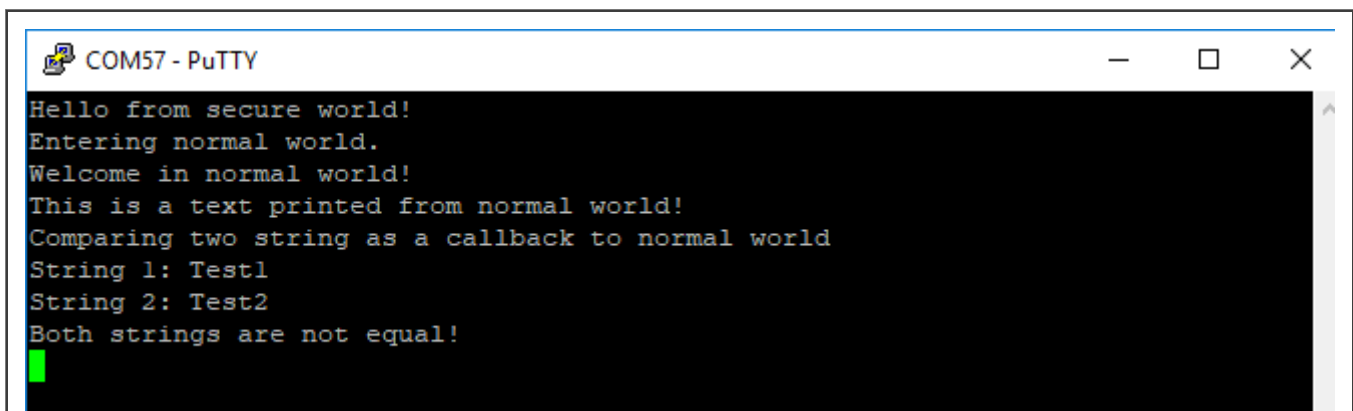 COM57 - PuTTY
Hello from secure world!
Entering normal world.
Welcome in normal world!
This is a text printed from normal world!
Comparing two string as a callback to normal world
String 1: Test1
String 2: Test2
Both strings are not equal!